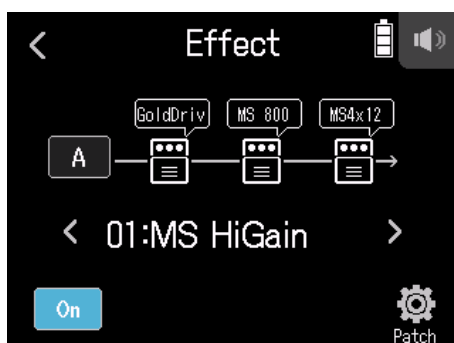 Effect
GoldDriv MS 800 MS4x12
A
01:MS HiGain
On
Patch